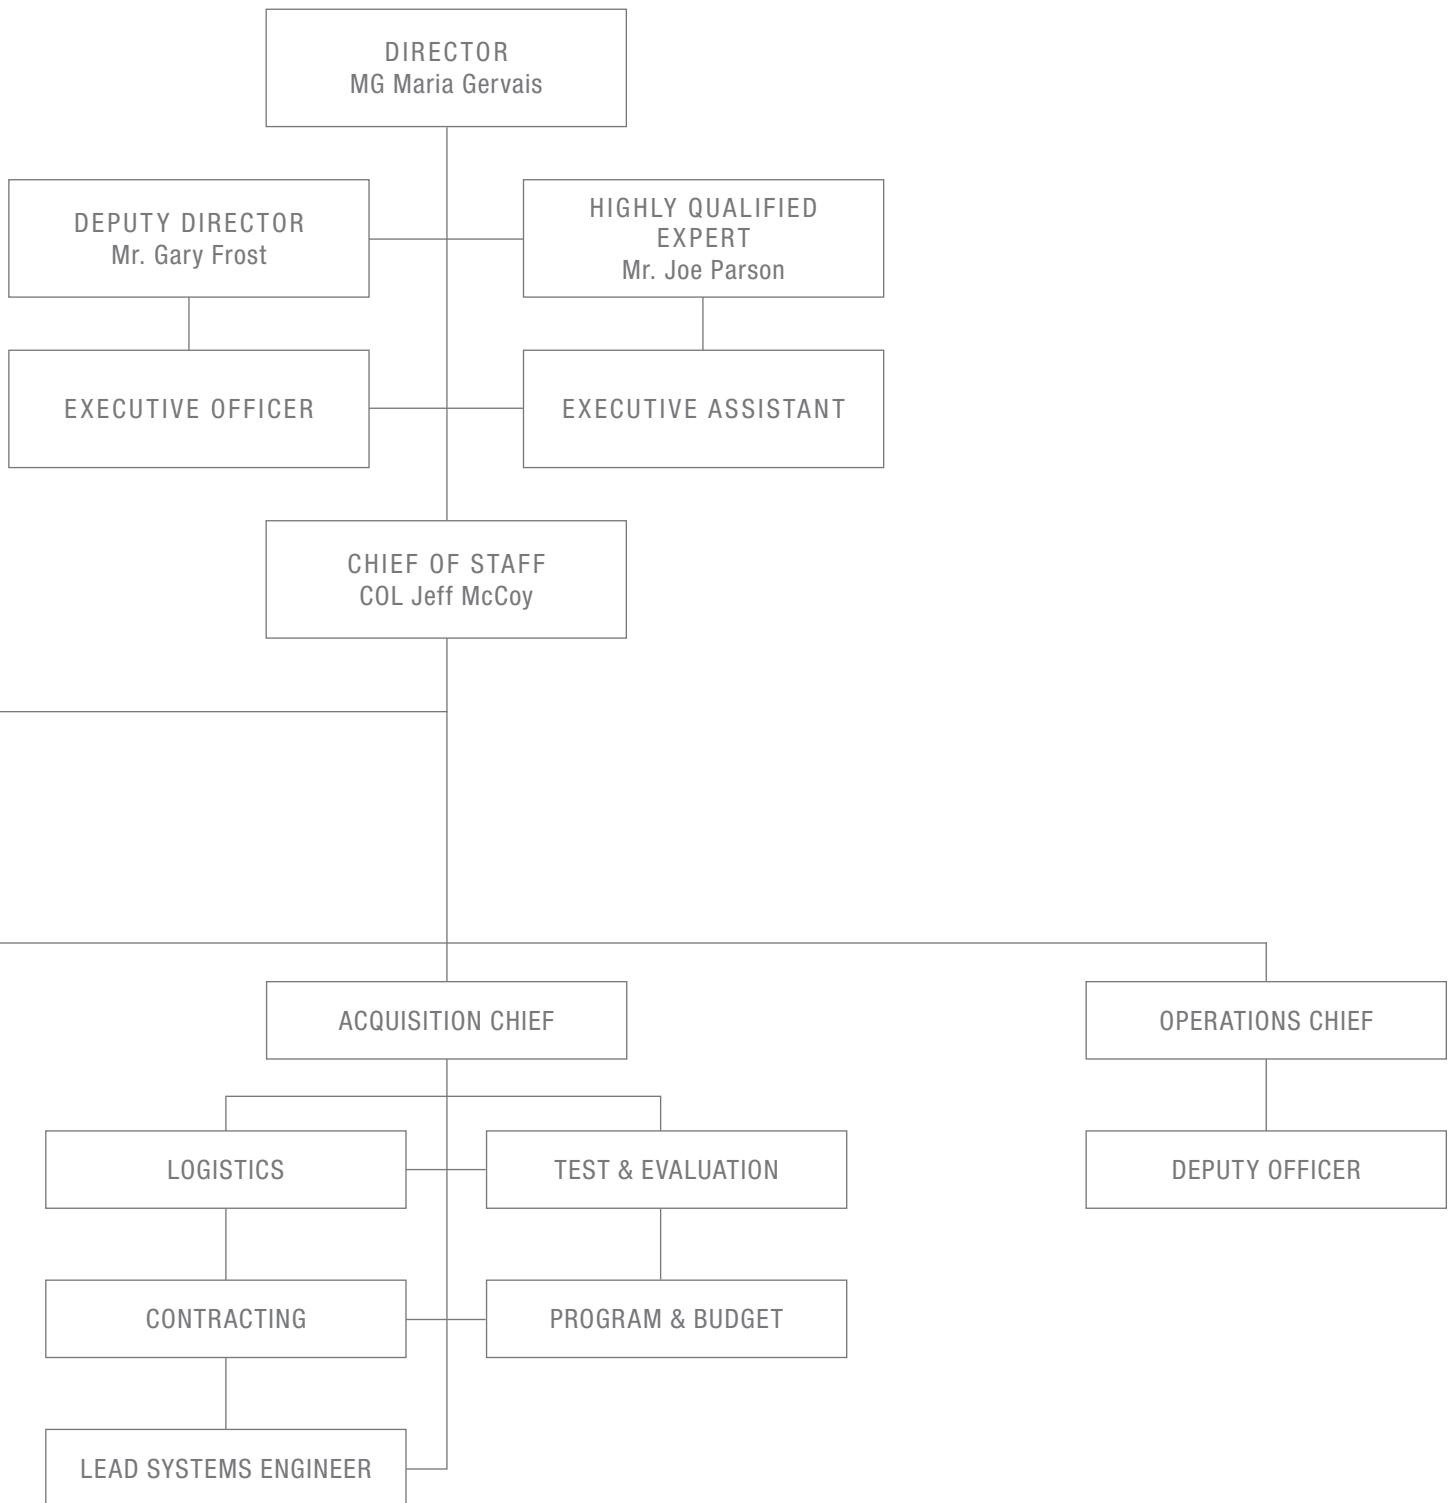 DIRECTOR
MG Maria Gervais
DEPUTY DIRECTOR
Mr. Gary Frost
HIGHLY QUALIFIED
EXPERT
Mr. Joe Parson
EXECUTIVE OFFICER
EXECUTIVE ASSISTANT
CHIEF OF STAFF
COL Jeff McCoy
ACQUISITION CHIEF
OPERATIONS CHIEF
LOGISTICS
TEST & EVALUATION
DEPUTY OFFICER
CONTRACTING
PROGRAM & BUDGET
LEAD SYSTEMS ENGINEER